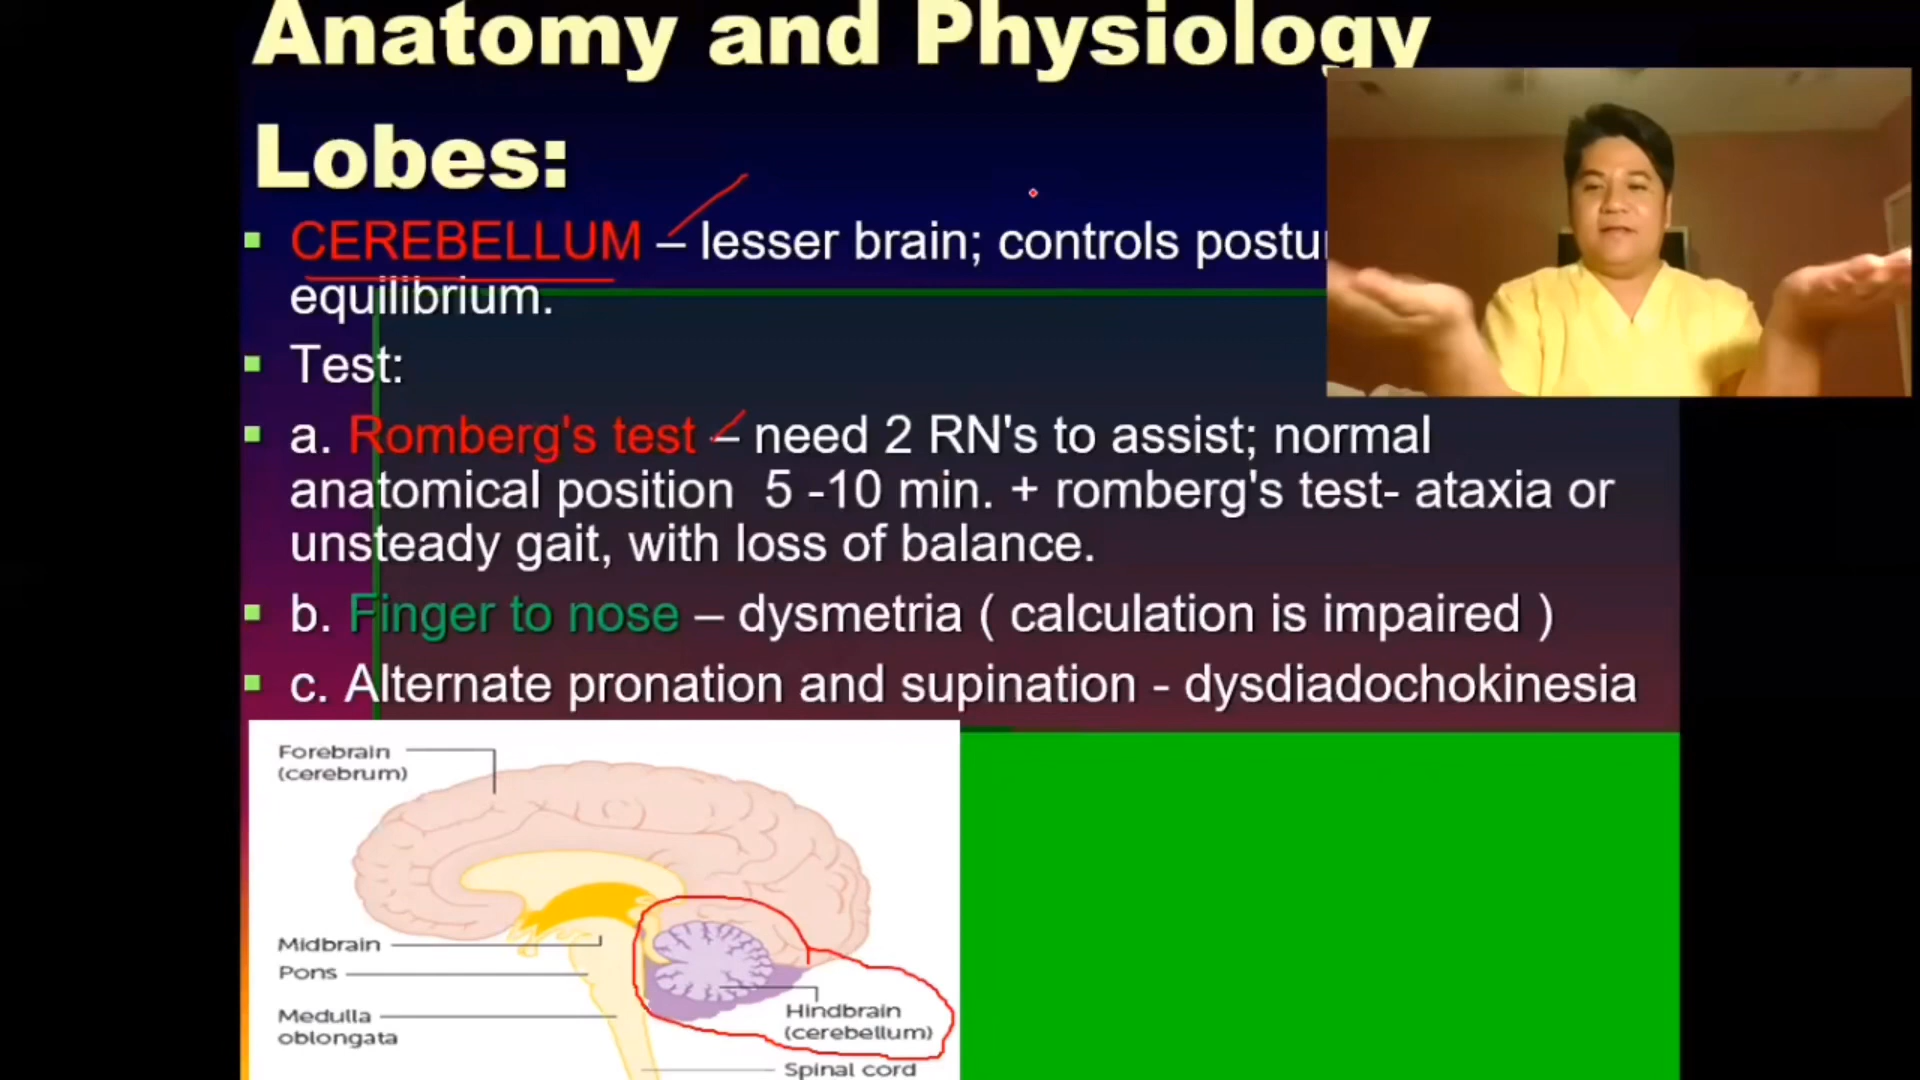 Anatomy and Physiology
Lobes:
CEREBELLUM – lesser brain; controls postu
equilibrium.
Test:
a. Romberg's test – need 2 RN's to assist; normal
anatomical position 5 -10 min. + romberg's test- ataxia or
unsteady gait, with loss of balance.
b. Finger to nose – dysmetria ( calculation is impaired )
c. Alternate pronation and supination - dysdiadochokinesia
Forebrain
(cerebrum)
Midbrain
Pons
Medulla
oblongata
Hindbrain
(cerebellum)
Spinal cord